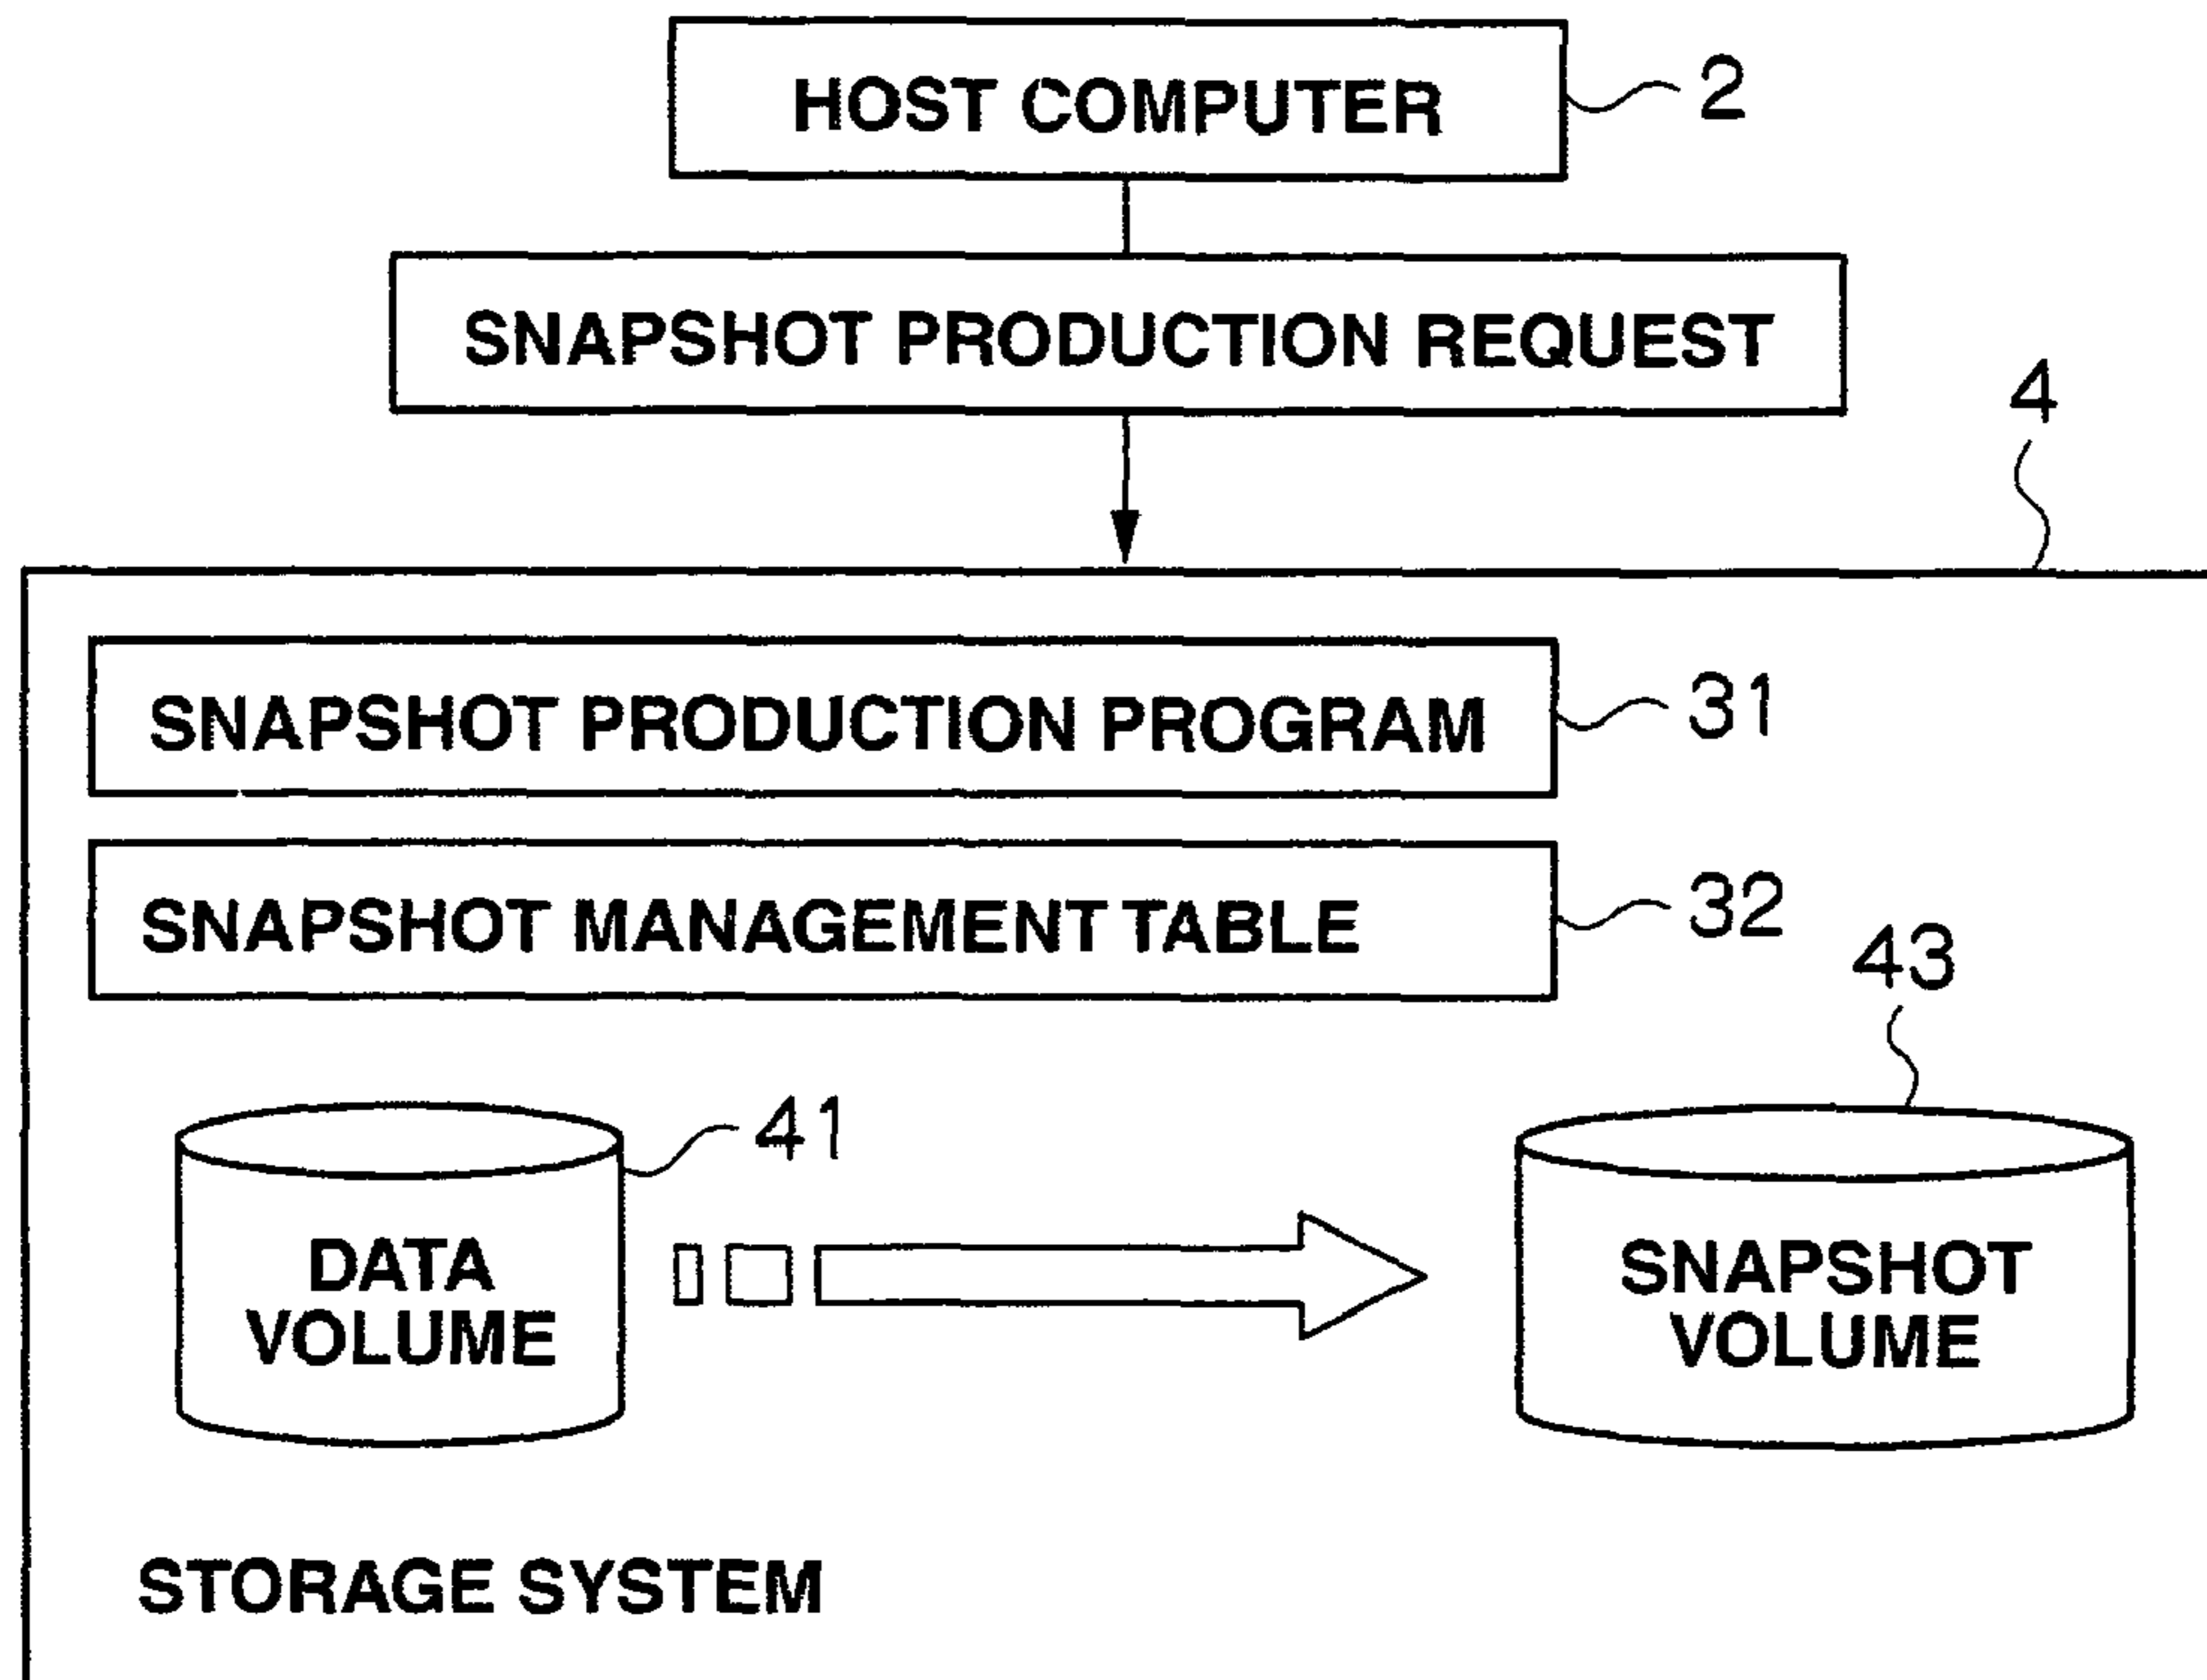 HOST COMPUTER
2
SNAPSHOT PRODUCTION REQUEST
4
SNAPSHOT PRODUCTION PROGRAM
31
SNAPSHOT MANAGEMENT TABLE
32
43
41
DATA
VOLUME
SNAPSHOT
VOLUME
STORAGE SYSTEM